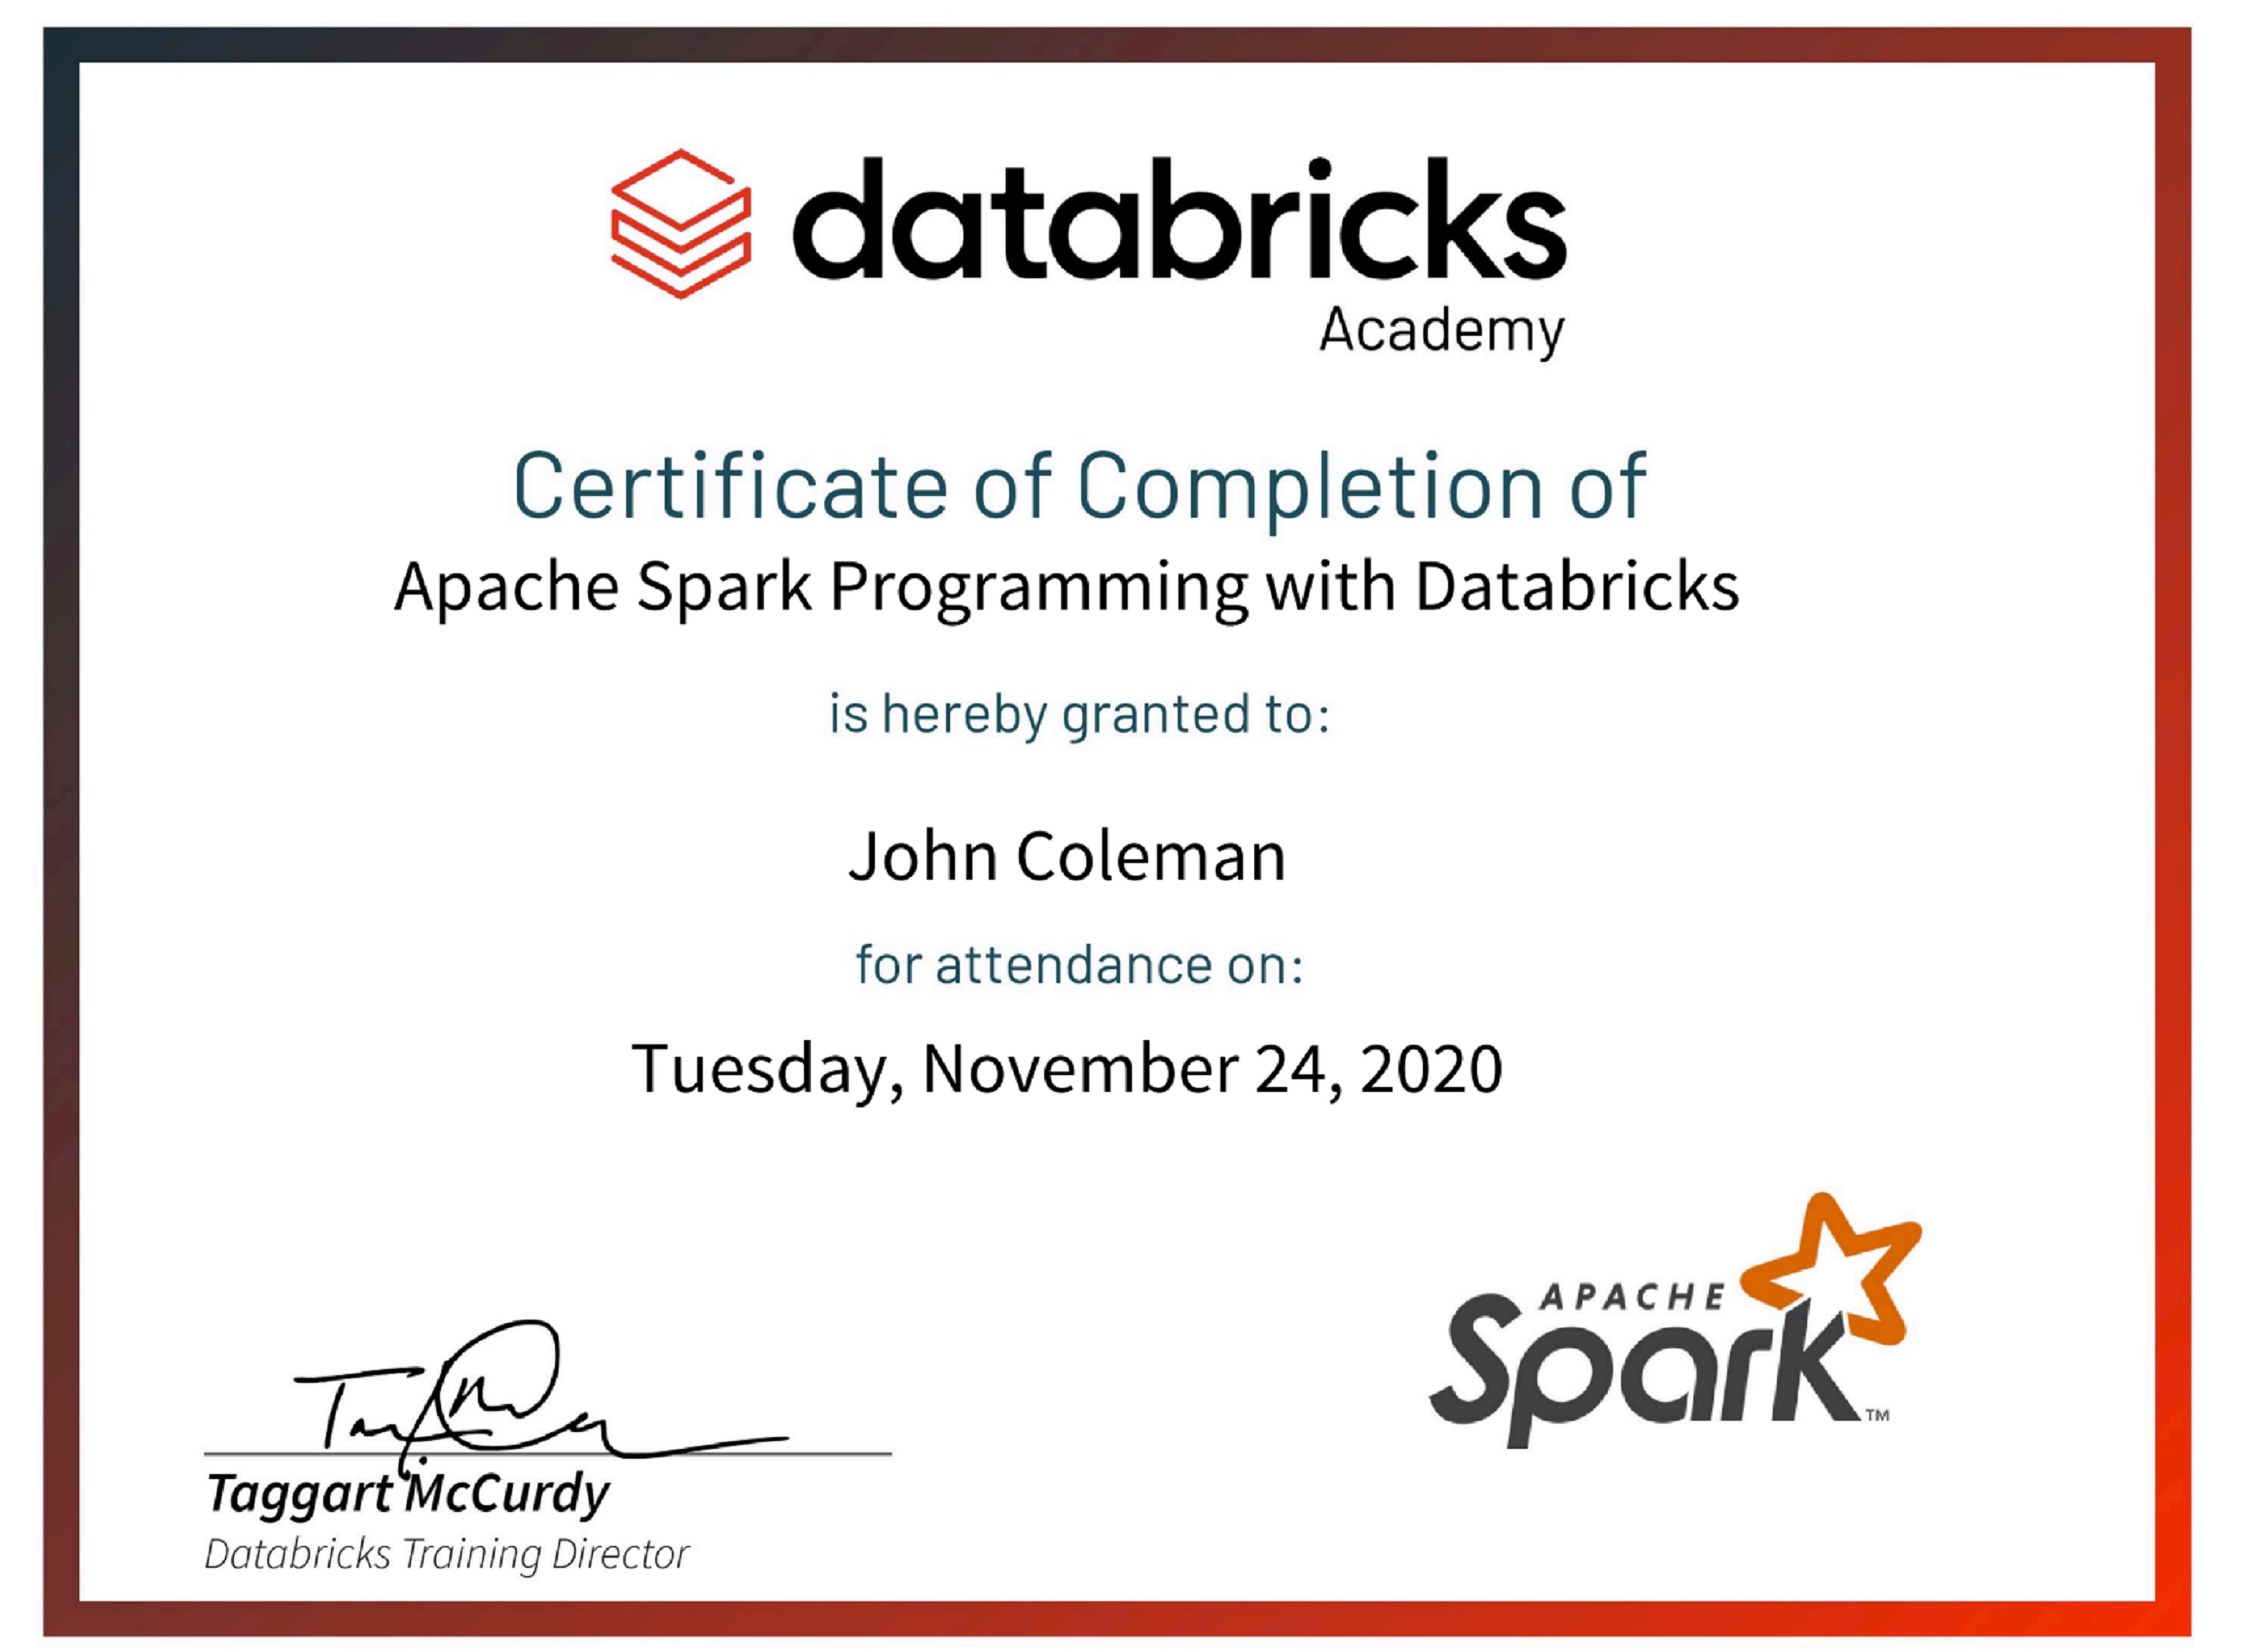 databricks
Academy
Certificate of Completion of
Apache Spark Programming with Databricks
is hereby granted to:
John Coleman
for attendance on:
Tuesday, November 24, 2020
APACHE
Spark™
Taggart McCurdy
Databricks Training Director